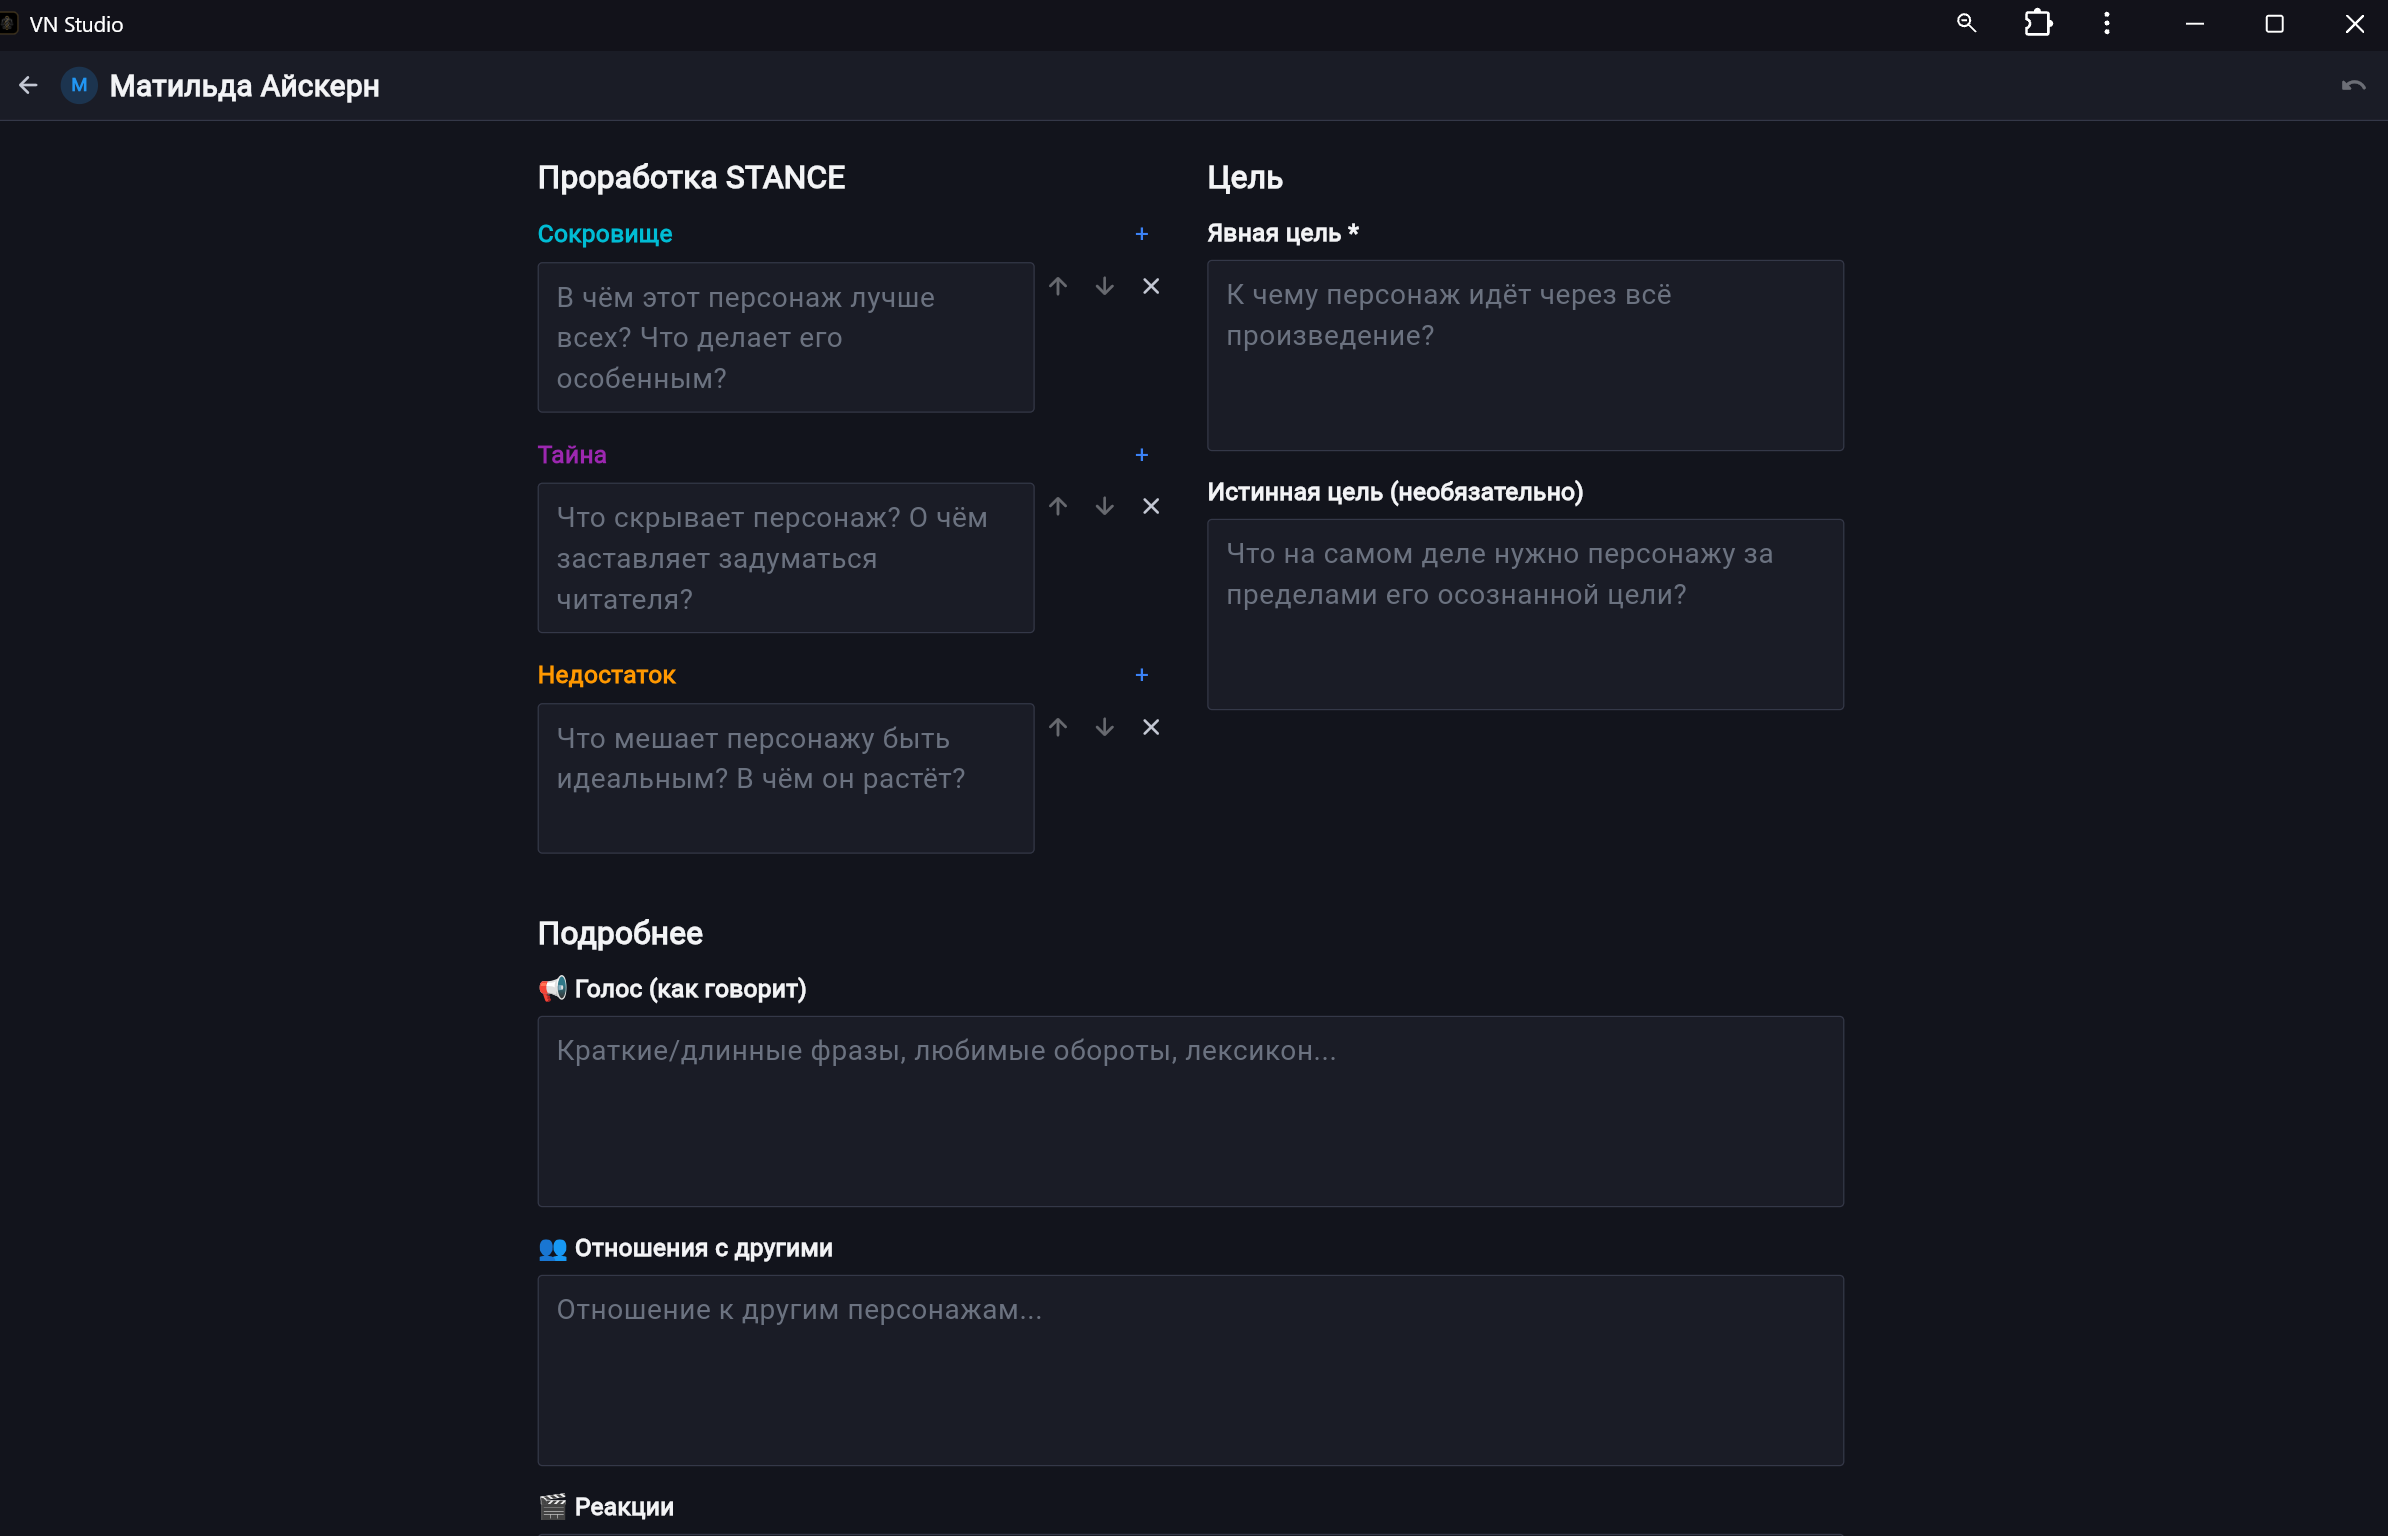 VN Studio
М
Матильда Айскерн
Проработка STANCE
Сокровище
+
В чём этот персонаж лучше
всех? Что делает его
особенным?
Тайна
+
Что скрывает персонаж? О чём
заставляет задуматься
читателя?
Недостаток
+
Что мешает персонажу быть
идеальным? В чём он растёт?
Цель
Явная цель *
К чему персонаж идёт через всё
произведение?
Истинная цель (необязательно)
Что на самом деле нужно персонажу за
пределами его осознанной цели?
Подробнее
📢 Голос (как говорит)
Краткие/длинные фразы, любимые обороты, лексикон...
👥 Отношения с другими
Отношение к другим персонажам...
🎬 Реакции